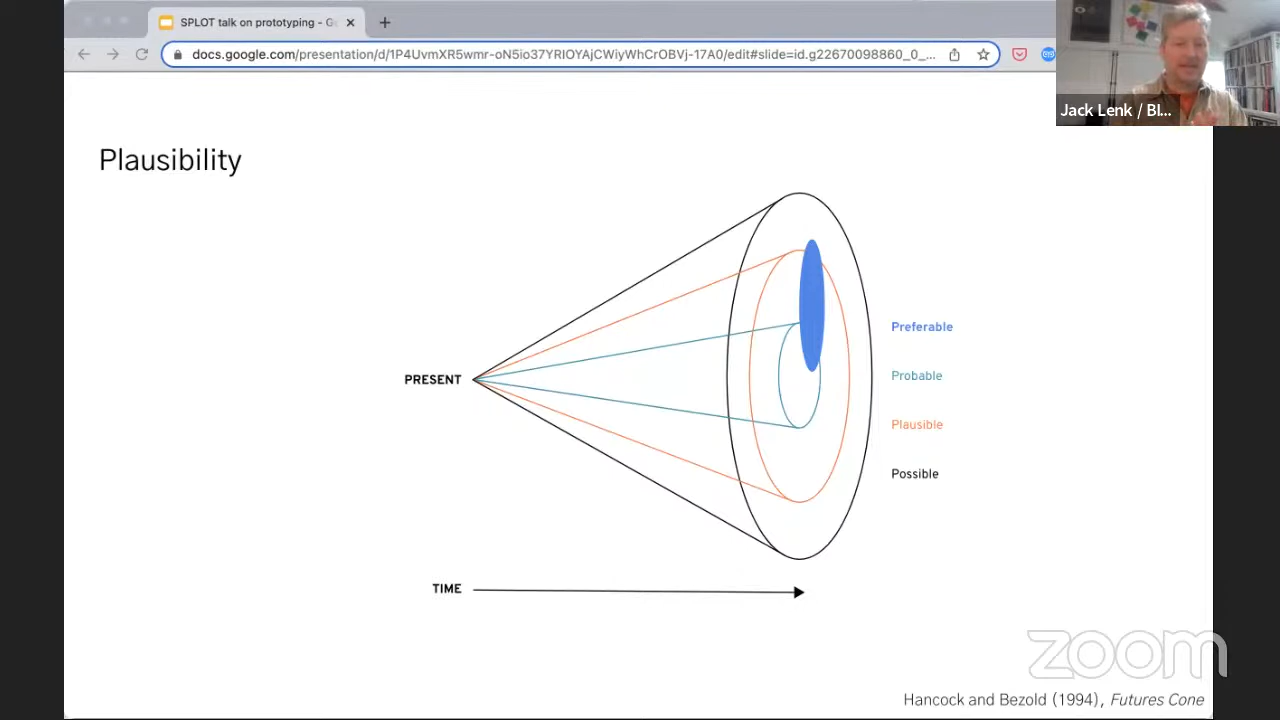 SPLOT talk on prototyping - G
docs.google.com/presentation/d/1P4UvmXR5wmr-oN5io37YRIOYAjCWiyWhCrOBVj-17A0/edit#slide=id.g22670098860_0_...
Jack Lenk / Bl...
Plausibility
Preferable
Probable
PRESENT
Plausible
Possible
TIME
zoom
Hancock and Bezold (1994), Futures Cone